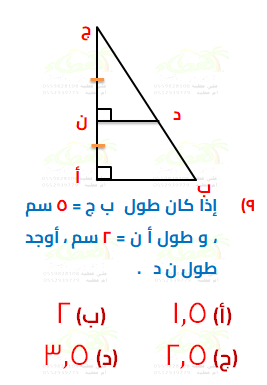 ج
ن
د
أ
ب
٩) إذا كان طول ب ج = ٥ سم
، و طول أ ن = ٢ سم ، أوجد
طول ن د .
(أ) ١,٥ (ب) ٢
(ج) ٢,٥ (د) ٣,٥